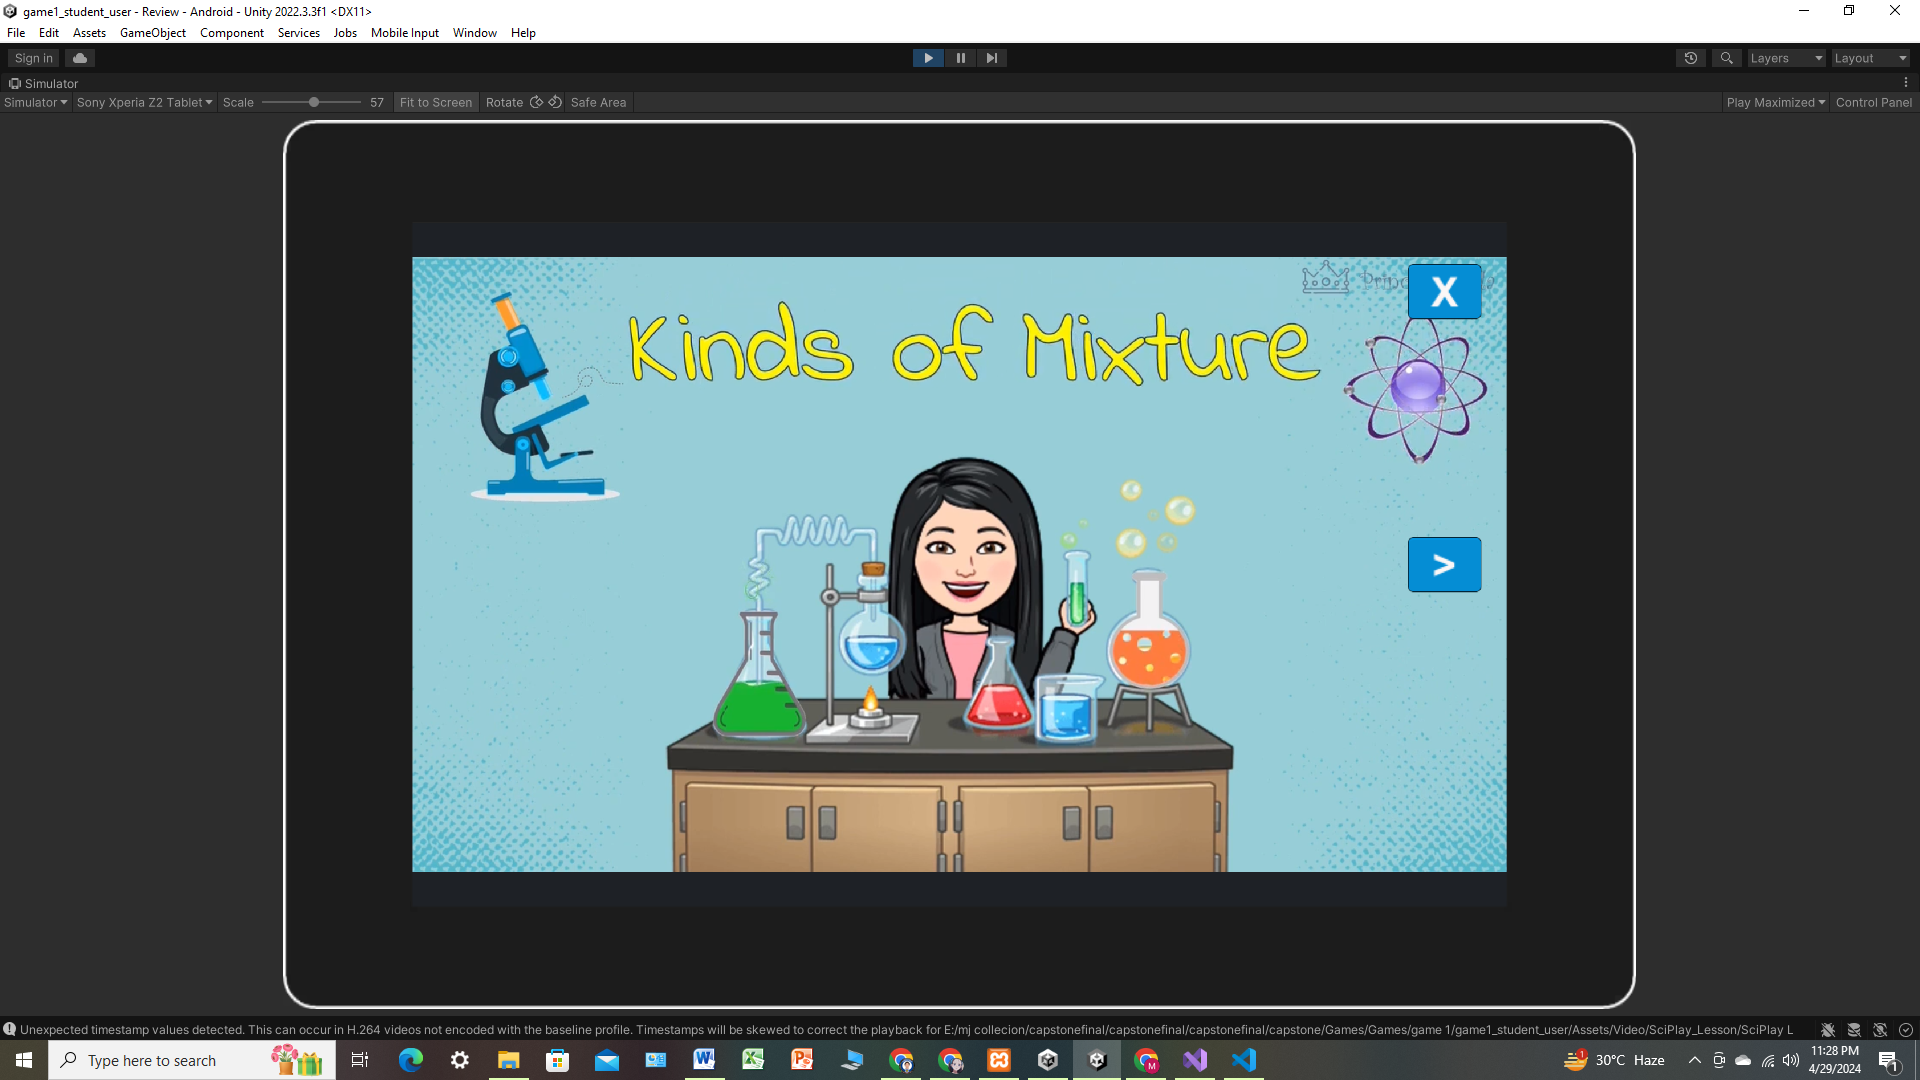 game1_student_user - Review - Android - Unity 2022.3.3f1 <DX11>
File Edit Assets GameObject Component Services Jobs Mobile Input Window Help
Sign in
Layers
Layout
Simulator
Simulator Sony Xperia Z2 Tablet Scale 57 Fit to Screen Rotate Safe Area Play Maximized Control Panel
X
Kinds of Mixture
>
Unexpected timestamp values detected. This can occur in H.264 videos not encoded with the baseline profile. Timestamps will be skewed to correct the playback for E:/mj collecion/capstonefinal/capstonefinal/capstonefinal/capstone/Games/Games/game 1/game1_student_user/Assets/Video/SciPlay_Lesson/SciPlay L
Type here to search
30°C Haze
11:28 PM
4/29/2024